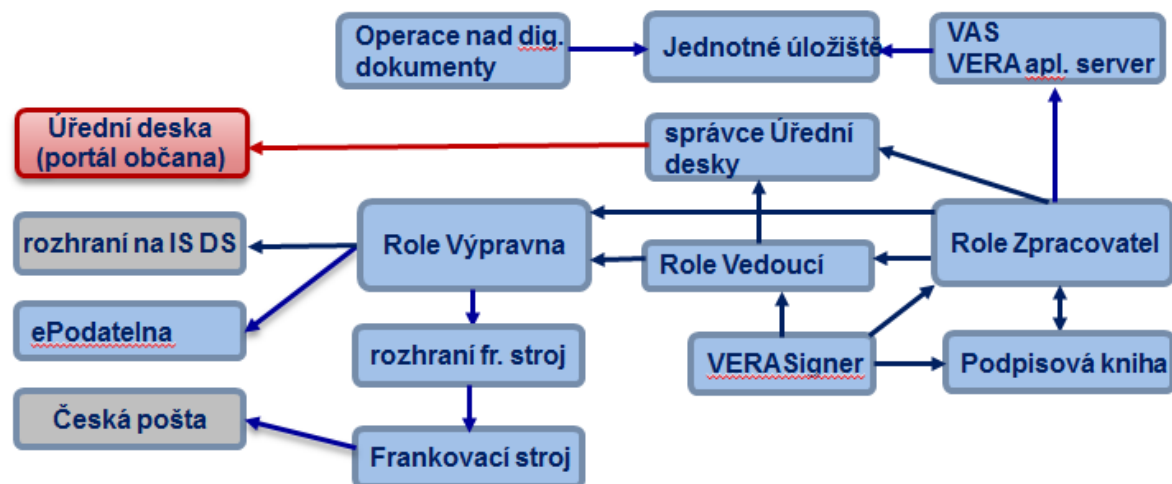 Operace nad dig.
dokumenty
Jednotné úložiště
VAS
VERA apl. server
Úřední deska
(portál občana)
správce Úřední
desky
rozhraní na IS DS
Role Výpravna
Role Vedoucí
Role Zpracovatel
ePodatelna
rozhraní fr. stroj
VERASigner
Podpisová kniha
Česká pošta
Frankovací stroj